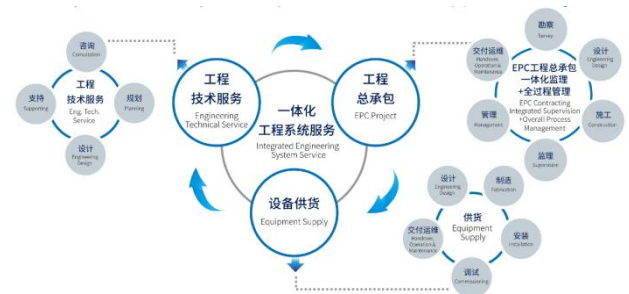 咨询
Consultation
工程
技术服务
Eng. Tech.
Service
支持
Supporting
规划
Planning
设计
Engineering
Design
工程
技术服务
Engineering
Technical Service
一体化
工程系统服务
Integrated Engineering
System Service
工程
总承包
EPC Project
设备供货
Equipment Supply
勘察
Survey
交付运维
Handover,
Operation &
Maintenance
设计
Engineering
Design
EPC工程总承包
一体化监理
+全过程管理
EPC Contracting
Integrated Supervision
+Overall Process
Management
管理
Management
施工
Construction
监理
Supervision
设计
Engineering
Design
制造
Fabrication
供货
Equipment
Supply
交付运维
Handover,
Operation &
Maintenance
安装
Installation
调试
Commissioning